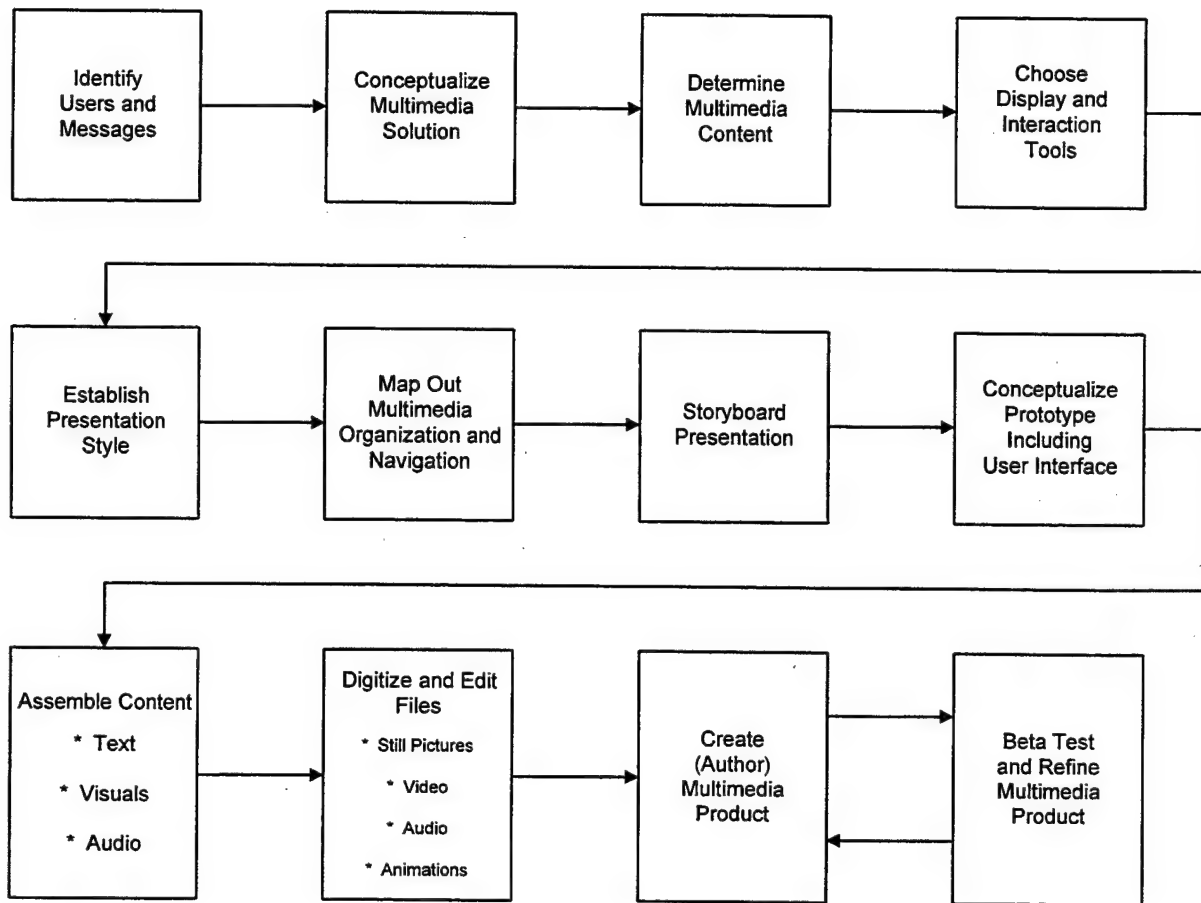 Identify
Users and
Messages
Conceptualize
Multimedia
Solution
Determine
Multimedia
Content
Choose
Display and
Interaction
Tools
Establish
Presentation
Style
Map Out
Multimedia
Organization and
Navigation
Storyboard
Presentation
Conceptualize
Prototype
Including
User Interface
Assemble Content
* Text
* Visuals
* Audio
Digitize and Edit
Files
* Still Pictures
* Video
* Audio
* Animations
Create
(Author)
Multimedia
Product
Beta Test
and Refine
Multimedia
Product